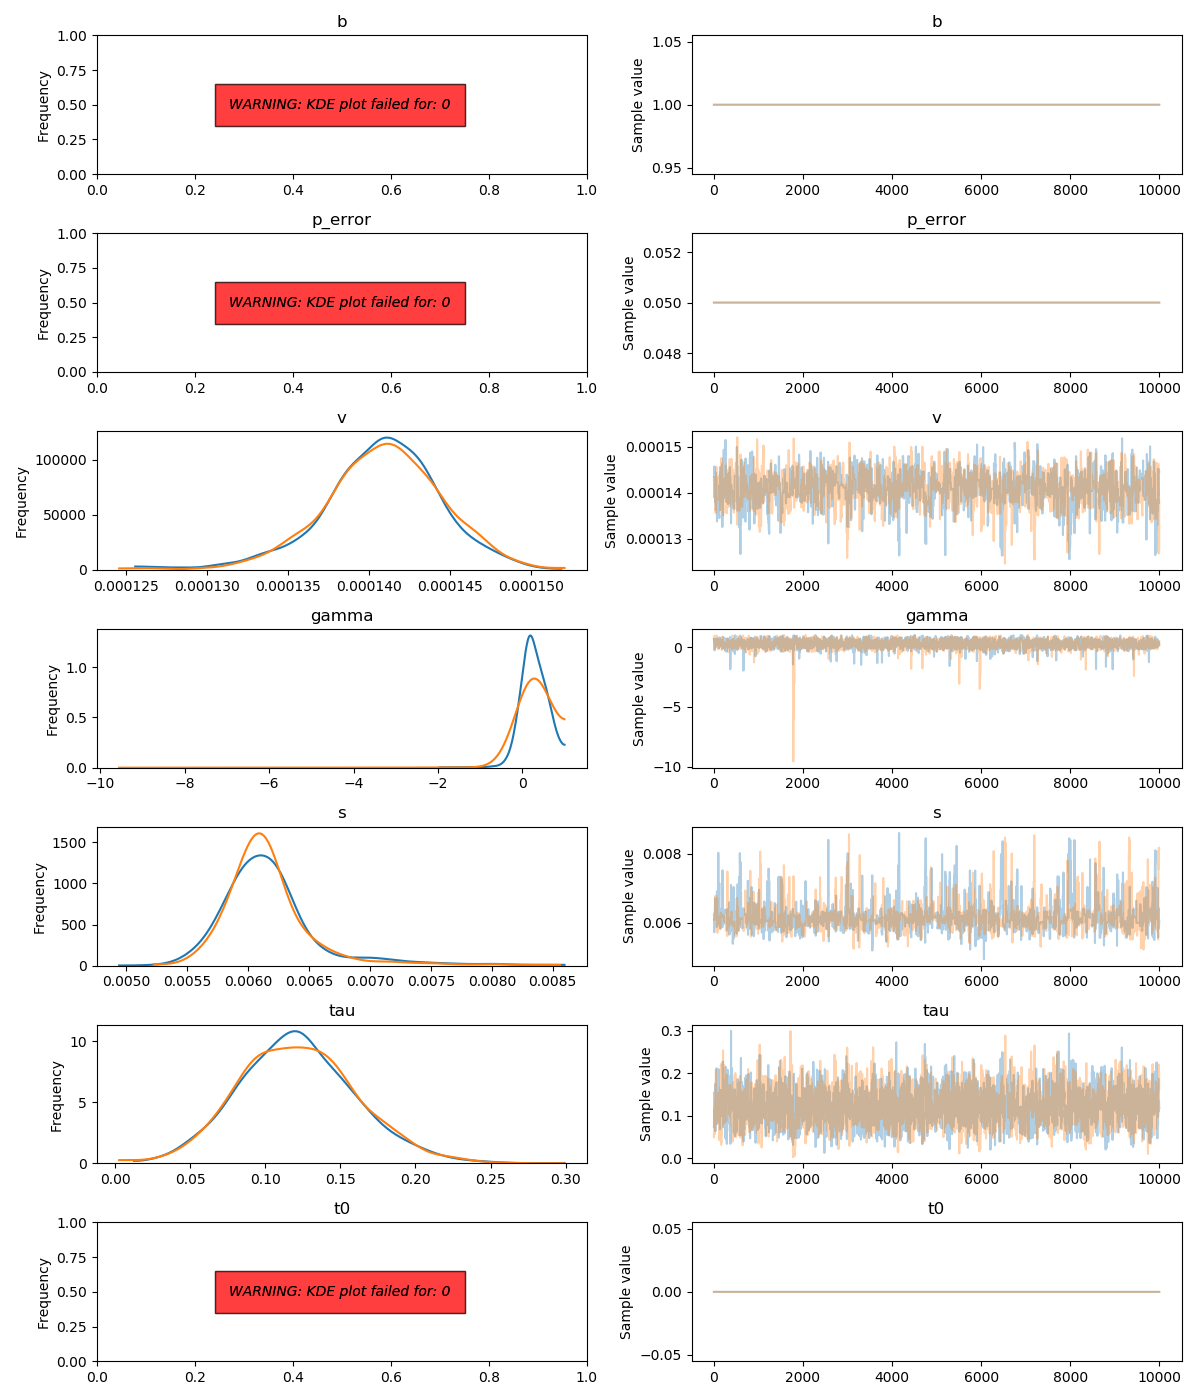 b
b
1.00
0.75
0.50
0.25
0.00
Frequency
WARNING: KDE plot failed for: 0
0.0 0.2 0.4 0.6 0.8 1.0
1.05
1.00
0.95
Sample value
0 2000 4000 6000 8000 10000
p_error
p_error
1.00
0.75
0.50
0.25
0.00
Frequency
WARNING: KDE plot failed for: 0
0.0 0.2 0.4 0.6 0.8 1.0
0.052
0.050
0.048
Sample value
0 2000 4000 6000 8000 10000
v
v
100000
50000
0
Frequency
0.000125 0.000130 0.000135 0.000140 0.000145 0.000150
0.00015
0.00014
0.00013
Sample value
0 2000 4000 6000 8000 10000
gamma
gamma
1.0
0.5
0.0
Frequency
−10 −8 −6 −4 −2 0
0
−5
−10
Sample value
0 2000 4000 6000 8000 10000
s
s
1500
1000
500
0
Frequency
0.0050 0.0055 0.0060 0.0065 0.0070 0.0075 0.0080 0.0085
0.008
0.006
Sample value
0 2000 4000 6000 8000 10000
tau
tau
10
5
0
Frequency
0.00 0.05 0.10 0.15 0.20 0.25 0.30
0.3
0.2
0.1
0.0
Sample value
0 2000 4000 6000 8000 10000
t0
t0
1.00
0.75
0.50
0.25
0.00
Frequency
WARNING: KDE plot failed for: 0
0.0 0.2 0.4 0.6 0.8 1.0
0.05
0.00
−0.05
Sample value
0 2000 4000 6000 8000 10000